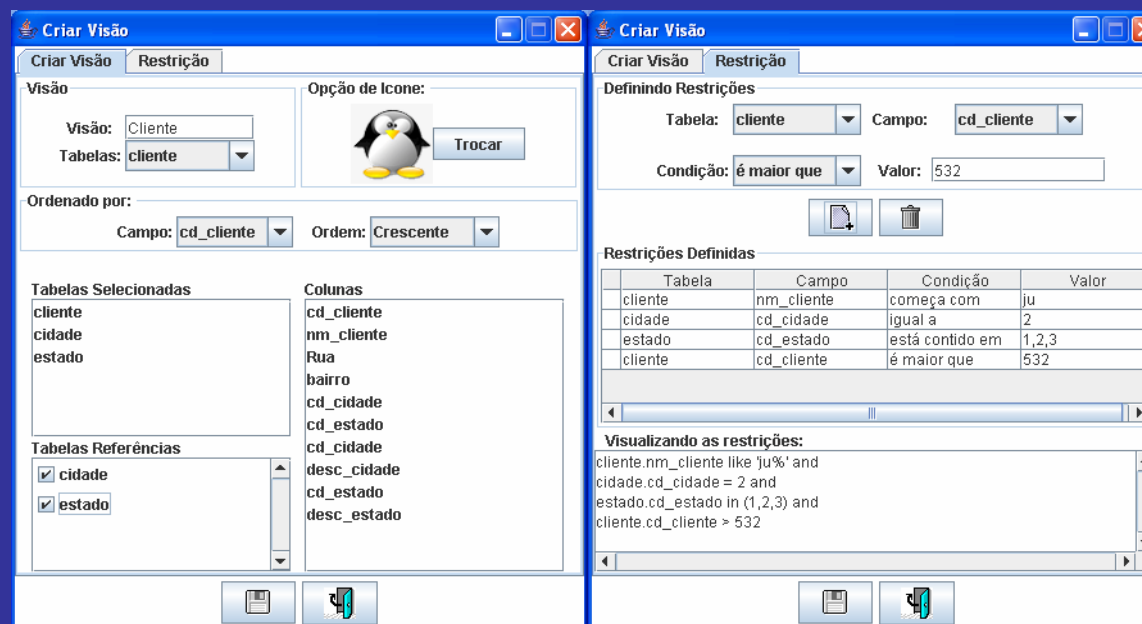 Criar Visão
Criar Visão Restrição
Visão
Visão: Cliente
Tabelas: cliente
Opção de Icone:
Trocar
Ordenado por:
Campo: cd_cliente Ordem: Crescente
Tabelas Selecionadas
cliente
cidade
estado
Tabelas Referências
cidade
estado
Colunas
cd_cliente
nm_cliente
Rua
bairro
cd_cidade
cd_estado
cd_cidade
desc_cidade
cd_estado
desc_estado
Criar Visão
Criar Visão Restrição
Definindo Restrições
Tabela: cliente Campo: cd_cliente
Condição: é maior que Valor: 532
Restrições Definidas
Tabela Campo Condição Valor
cliente nm_cliente começa com ju
cidade cd_cidade igual a 2
estado cd_estado está contido em 1,2,3
cliente cd_cliente é maior que 532
Visualizando as restrições:
cliente.nm_cliente like 'ju%' and
cidade.cd_cidade = 2 and
estado.cd_estado in (1,2,3) and
cliente.cd_cliente > 532